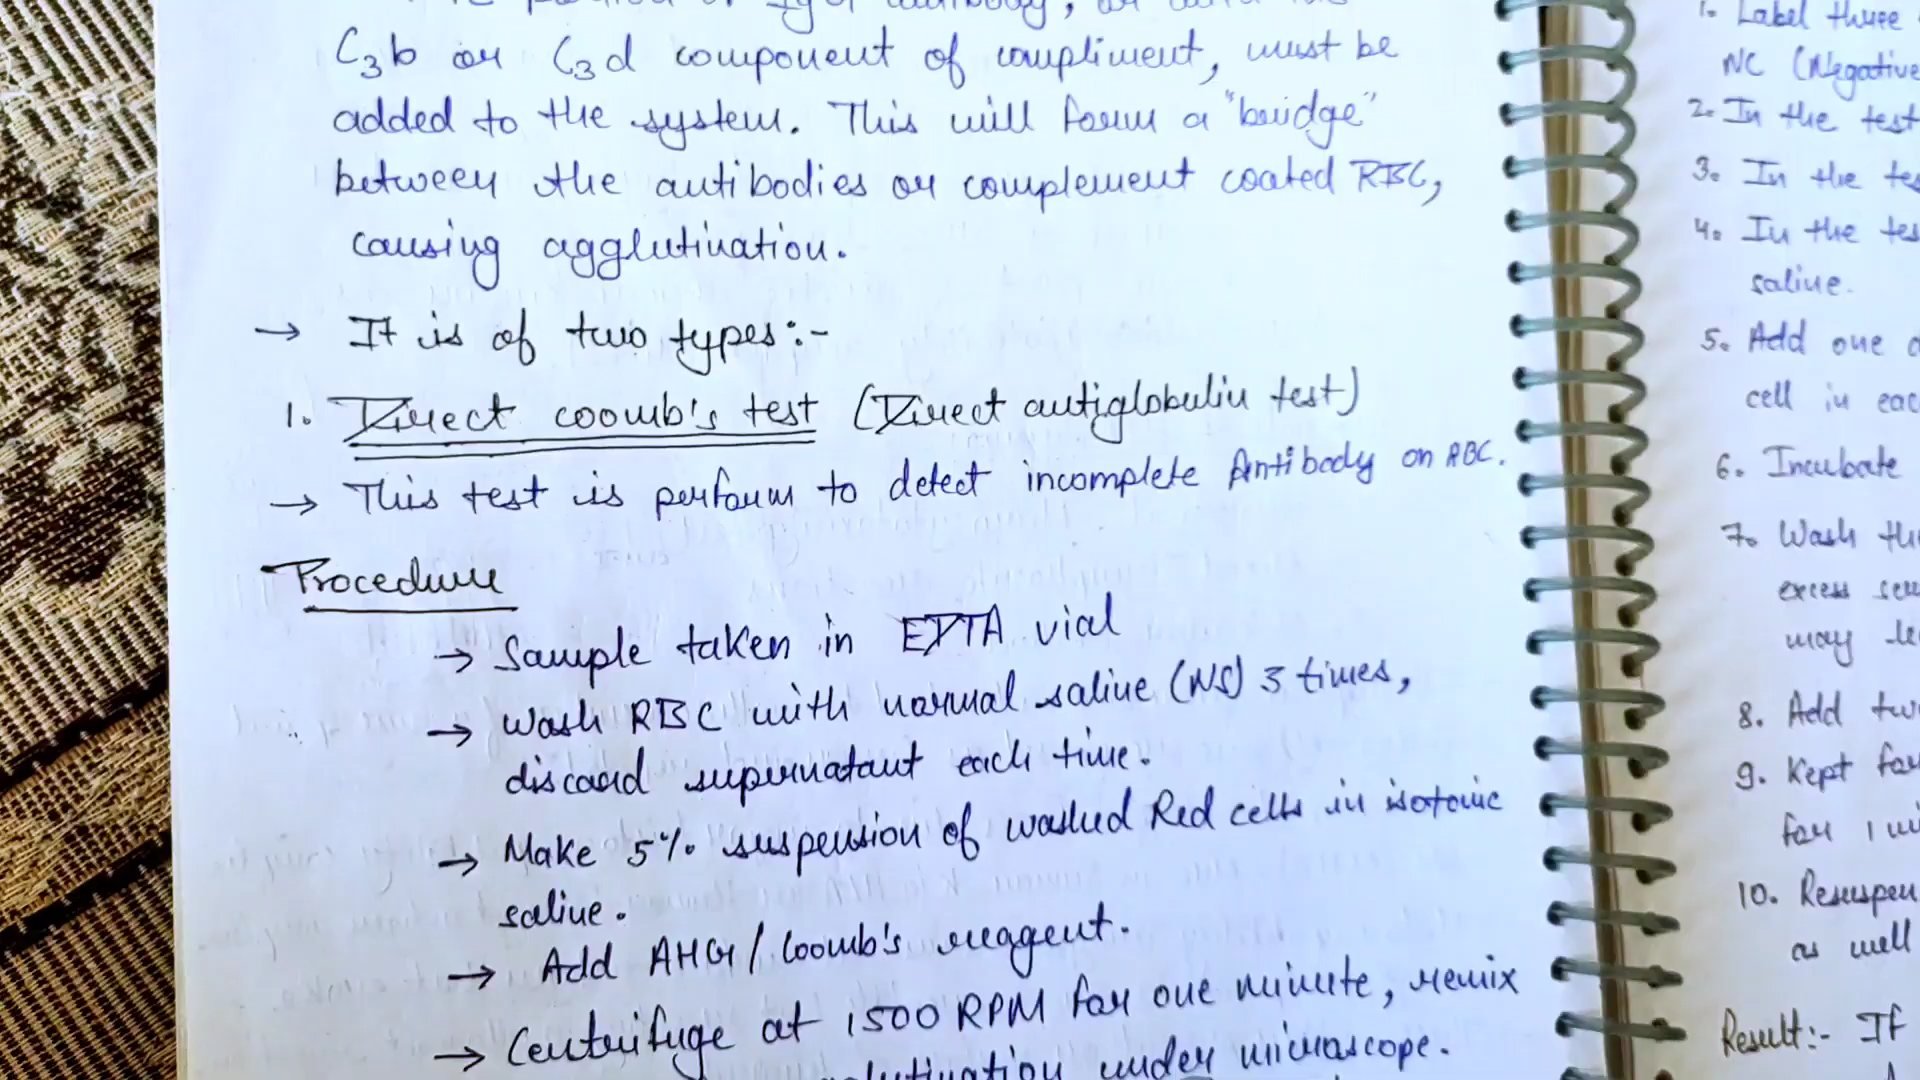 C3b or C3d component of compliment, must be
added to the system. This will form a "bridge"
between the antibodies or complement coated RBC,
causing agglutination.
→ It is of two types:-
1. Direct coomb's test (Direct antiglobulin test)
→ This test is perform to detect incomplete Antibody on RBC.
Procedure
→ Sample taken in EDTA vial
→ Wash RBC with normal saline (NS) 3 times,
discard supernatant each time.
→ Make 5% suspension of washed Red cells in isotonic
saline.
→ Add AHG/Coomb's reagent.
→ Centrifuge at 1500 RPM for one minute, remix
under microscope.
1. Label three
NC (Negative
2. In the test
3. In the
4. In the
saline.
5. Add one
cell in
6. Incubate
7. Wash
excess
may
8. Add
9. Kept for
for 1
10.
as well
Result:- If